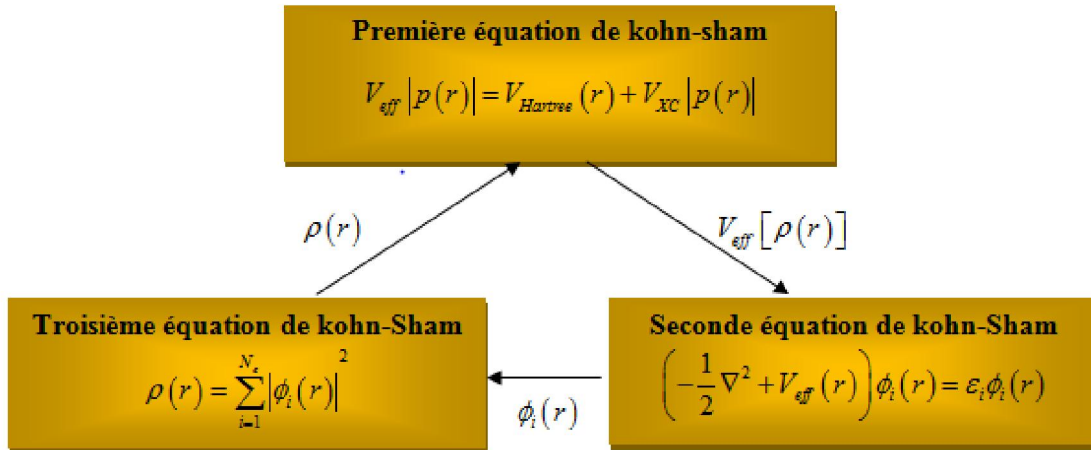 Première équation de kohn-sham
V_eff |p(r)| = V_Hartree (r) + V_XC |p(r)|
ρ(r)
V_eff [ρ(r)]
Troisième équation de kohn-Sham
ρ(r) = ∑_{i=1}^{N_e} |ϕ_i(r)|^2
Seconde équation de kohn-Sham
(-1/2 ∇^2 + V_eff (r)) ϕ_i (r) = ε_i ϕ_i (r)
ϕ_i (r)